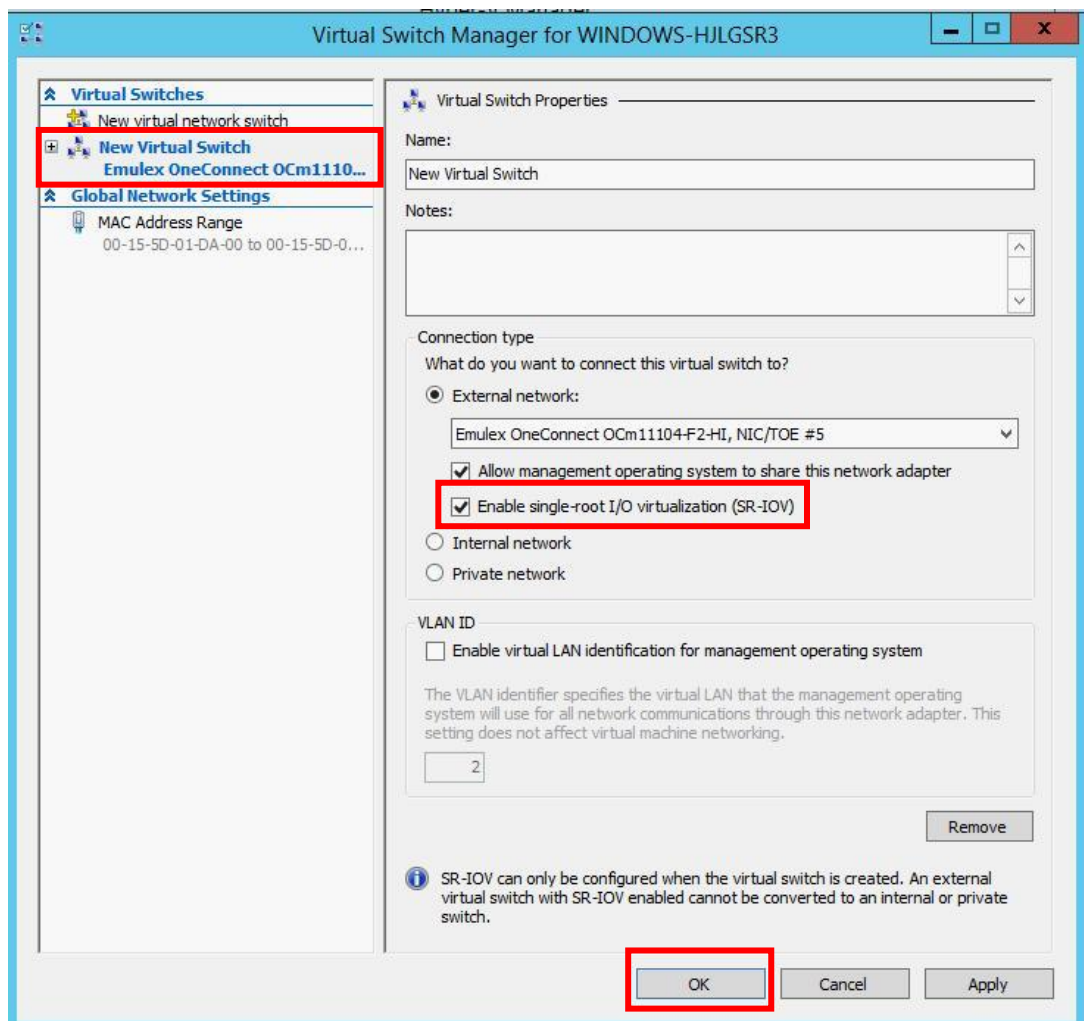 Virtual Switch Manager for WINDOWS-HJLGSR3
Virtual Switches
New virtual network switch
New Virtual Switch
Emulex OneConnect OCm1110...
Global Network Settings
MAC Address Range
00-15-5D-01-DA-00 to 00-15-5D-0...
Virtual Switch Properties
Name:
New Virtual Switch
Notes:
Connection type
What do you want to connect this virtual switch to?
External network:
Emulex OneConnect OCm11104-F2-HI, NIC/TOE #5
Allow management operating system to share this network adapter
Enable single-root I/O virtualization (SR-IOV)
Internal network
Private network
VLAN ID
Enable virtual LAN identification for management operating system
The VLAN identifier specifies the virtual LAN that the management operating
system will use for all network communications through this network adapter. This
setting does not affect virtual machine networking.
2
Remove
SR-IOV can only be configured when the virtual switch is created. An external
virtual switch with SR-IOV enabled cannot be converted to an internal or private
switch.
OK
Cancel
Apply